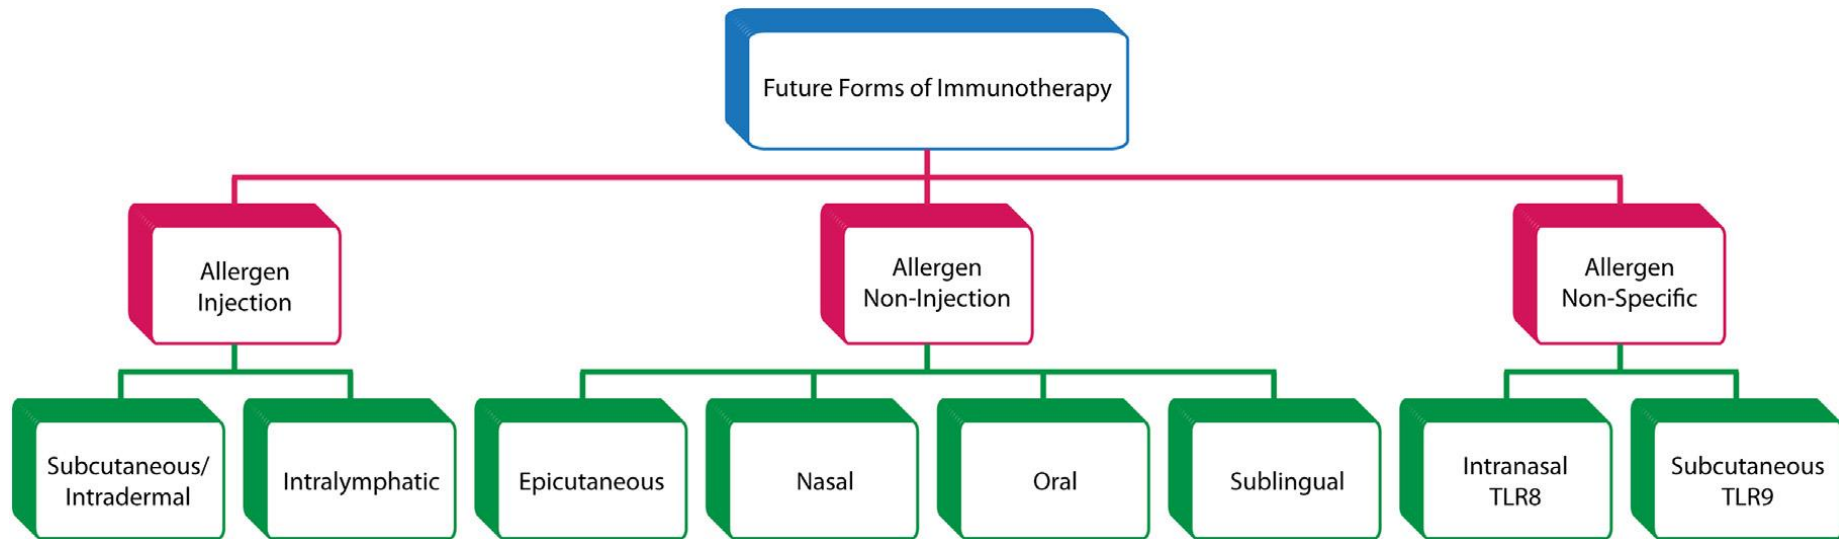 Future Forms of Immunotherapy
Allergen
Injection
Allergen
Non-Injection
Allergen
Non-Specific
Subcutaneous/
Intradermal
Intralymphatic
Epicutaneous
Nasal
Oral
Sublingual
Intranasal
TLR8
Subcutaneous
TLR9